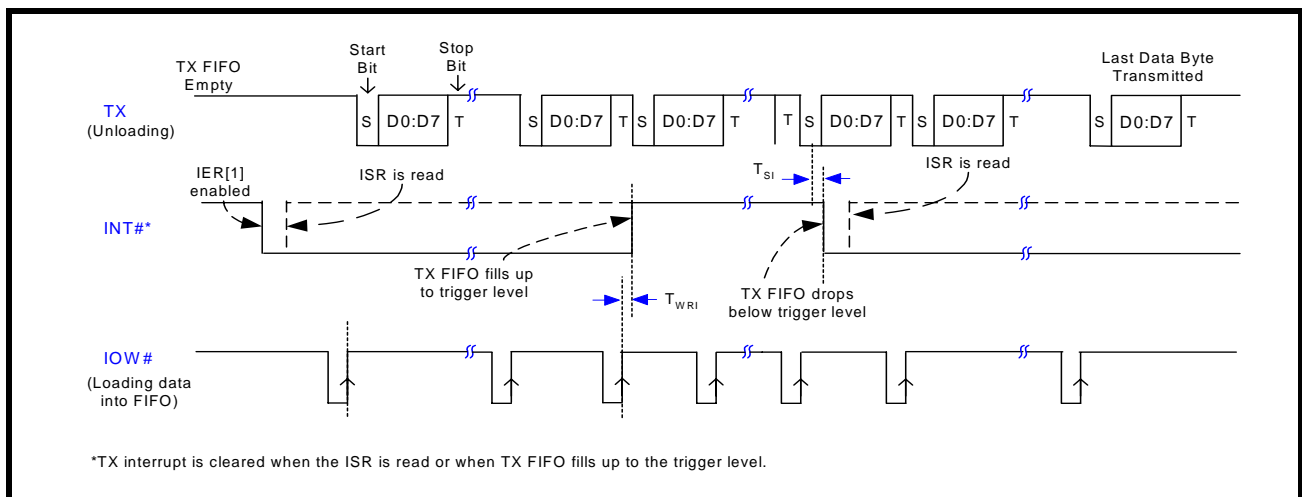 Start
Bit
Stop
Bit
TX FIFO
Empty
Last Data Byte
Transmitted
TX
(Unloading)
S D0:D7 S D0:D7 T S D0:D7 T T S D0:D7 T S D0:D7 T S D0:D7 T
IER[1]
enabled
ISR is read
TSI
ISR is read
INT#*
TX FIFO fills up
to trigger level
TWRI
TX FIFO drops
below trigger level
IOW#
(Loading data
into FIFO)
*TX interrupt is cleared when the ISR is read or when TX FIFO fills up to the trigger level.